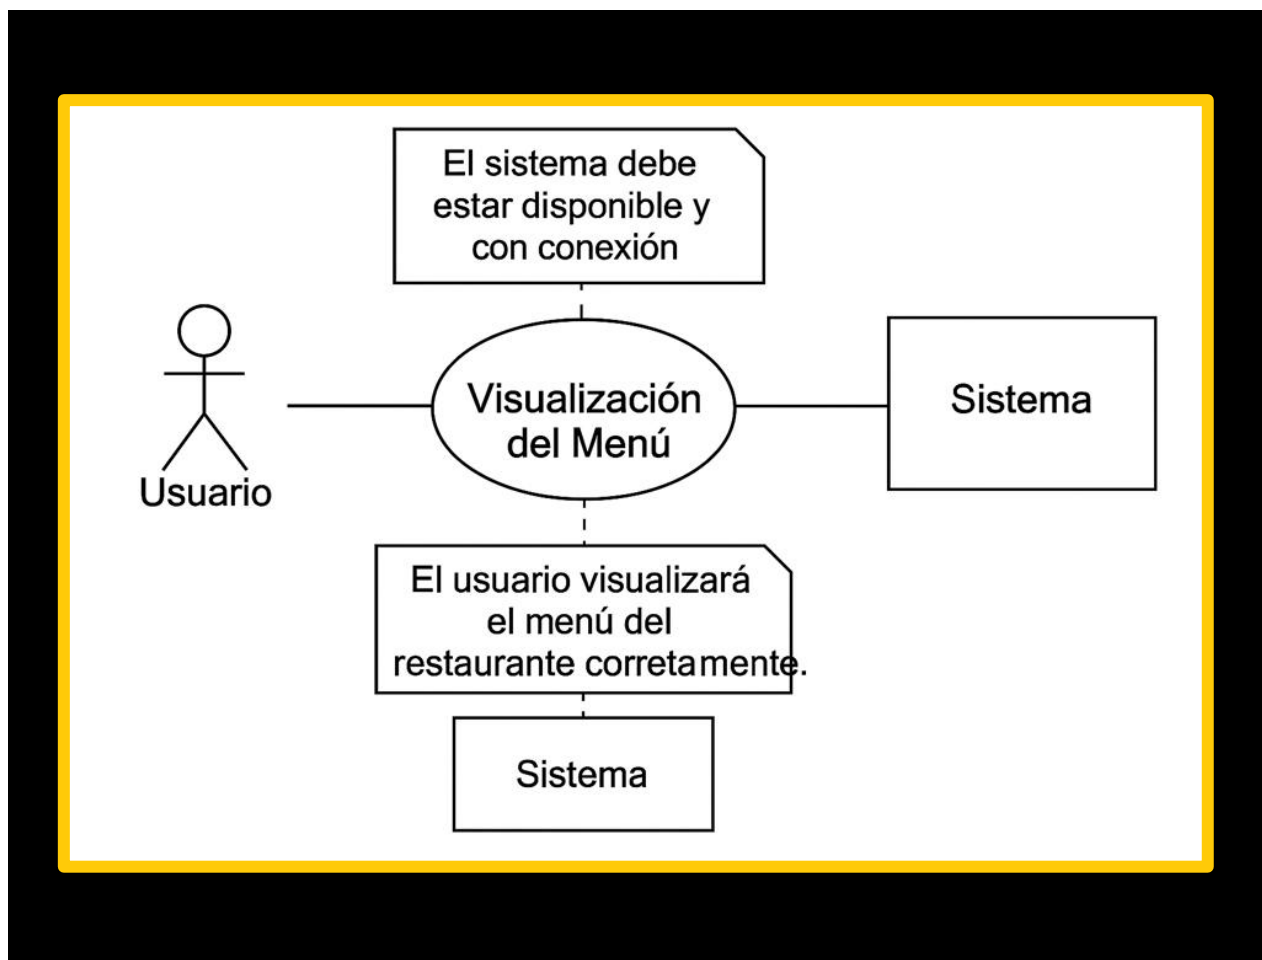 El sistema debe
estar disponible y
con conexión
Usuario
Visualización
del Menú
Sistema
El usuario visualizará
el menú del
restaurante corretamente.
Sistema